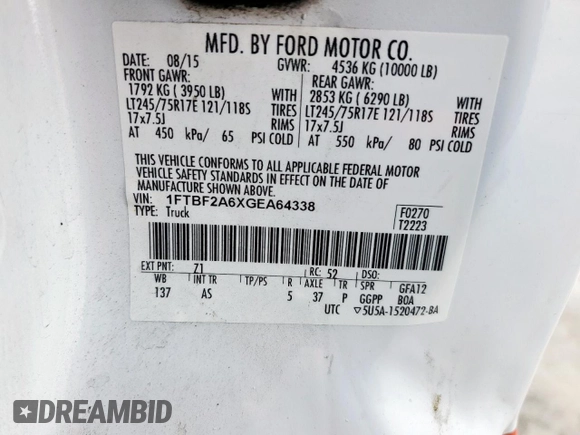 MFD. BY FORD MOTOR CO.
DATE: 08/15 GVWR: 4536 KG (10000 LB)
FRONT GAWR: REAR GAWR:
1792 KG ( 3950 LB) WITH 2853 KG ( 6290 LB) WITH
LT245/75R17E 121/118S TIRES LT245/75R17E 121/118S TIRES
17x7.5J RIMS 17x7.5J RIMS
AT 450 kPa/ 65 PSI COLD AT 550 kPa/ 80 PSI COLD
THIS VEHICLE CONFORMS TO ALL APPLICABLE FEDERAL MOTOR
VEHICLE SAFETY STANDARDS IN EFFECT ON THE DATE OF
MANUFACTURE SHOWN ABOVE.
VIN: 1FTBF2A6XGEA64338 F0270
TYPE: Truck T2223
EXT PNT: Z1 RC: 52 DSO:
WB INT TR TP/PS R AXLE TR SPR GFA12
137 AS 5 37 P GGPP BOA
UTC ▽5U5A-1520472-BA
DREAMBID